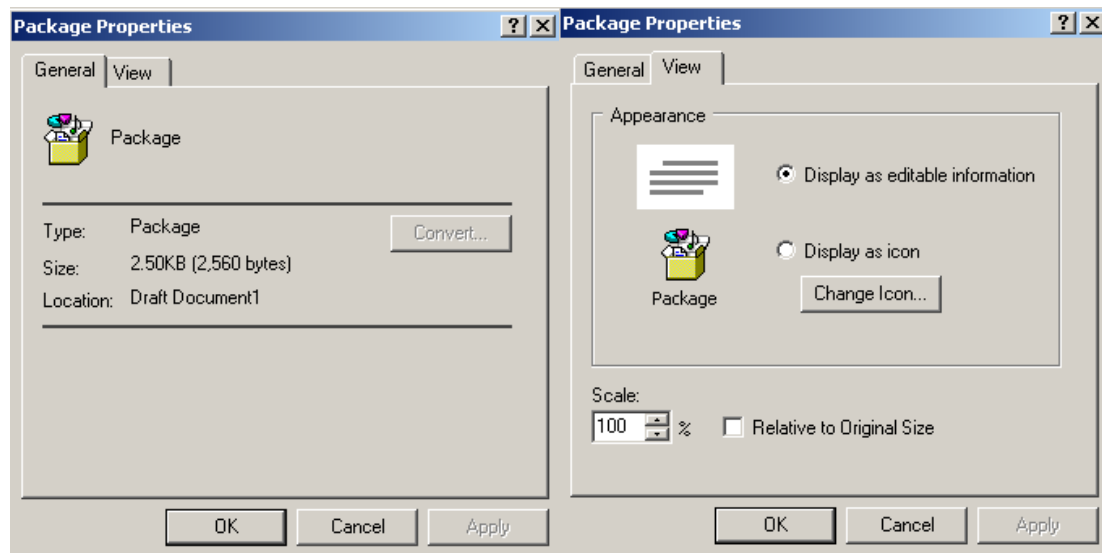 Package Properties
General View
Package
Type: Package
Convert...
Size: 2.50KB (2,560 bytes)
Location: Draft Document1
OK Cancel Apply
Package Properties
General View
Appearance
Display as editable information
Display as icon
Package
Change Icon...
Scale:
100 % Relative to Original Size
OK Cancel Apply